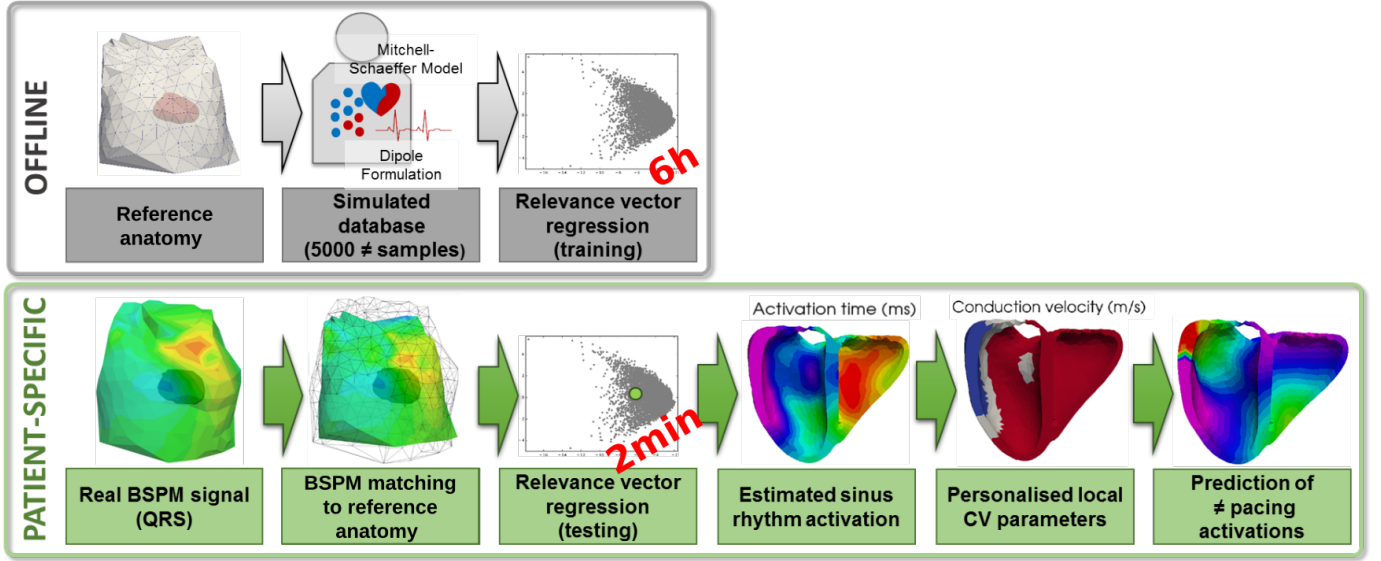 OFFLINE
Mitchell-
Schaeffer Model
Dipole
Formulation
6h
Reference
anatomy
Simulated
database
(5000 ≠ samples)
Relevance vector
regression
(training)
PATIENT-SPECIFIC
Activation time (ms)
Conduction velocity (m/s)
2min
Real BSPM signal
(QRS)
BSPM matching
to reference
anatomy
Relevance vector
regression
(testing)
Estimated sinus
rhythm activation
Personalised local
CV parameters
Prediction of
≠ pacing
activations